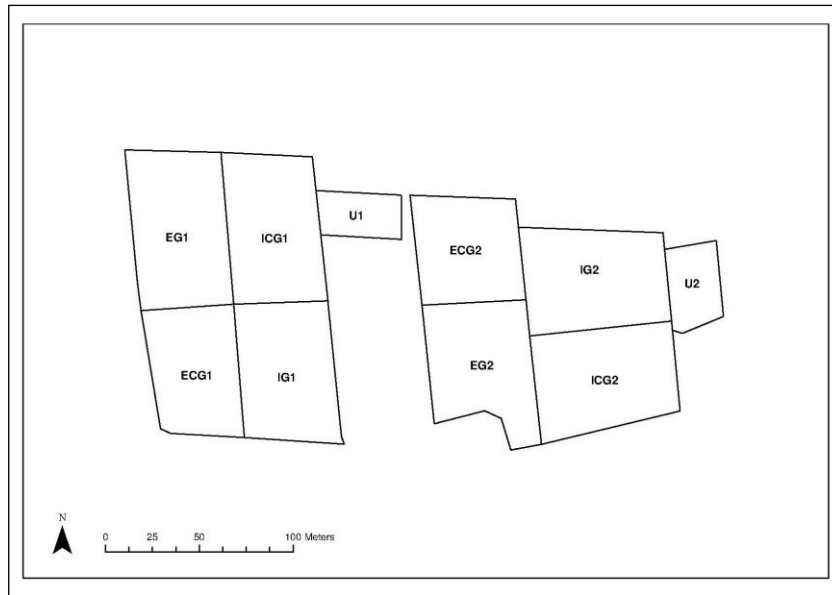 EG1
ICG1
U1
ECG2
IG2
U2
ECG1
IG1
EG2
ICG2
N
0 25 50 100 Meters